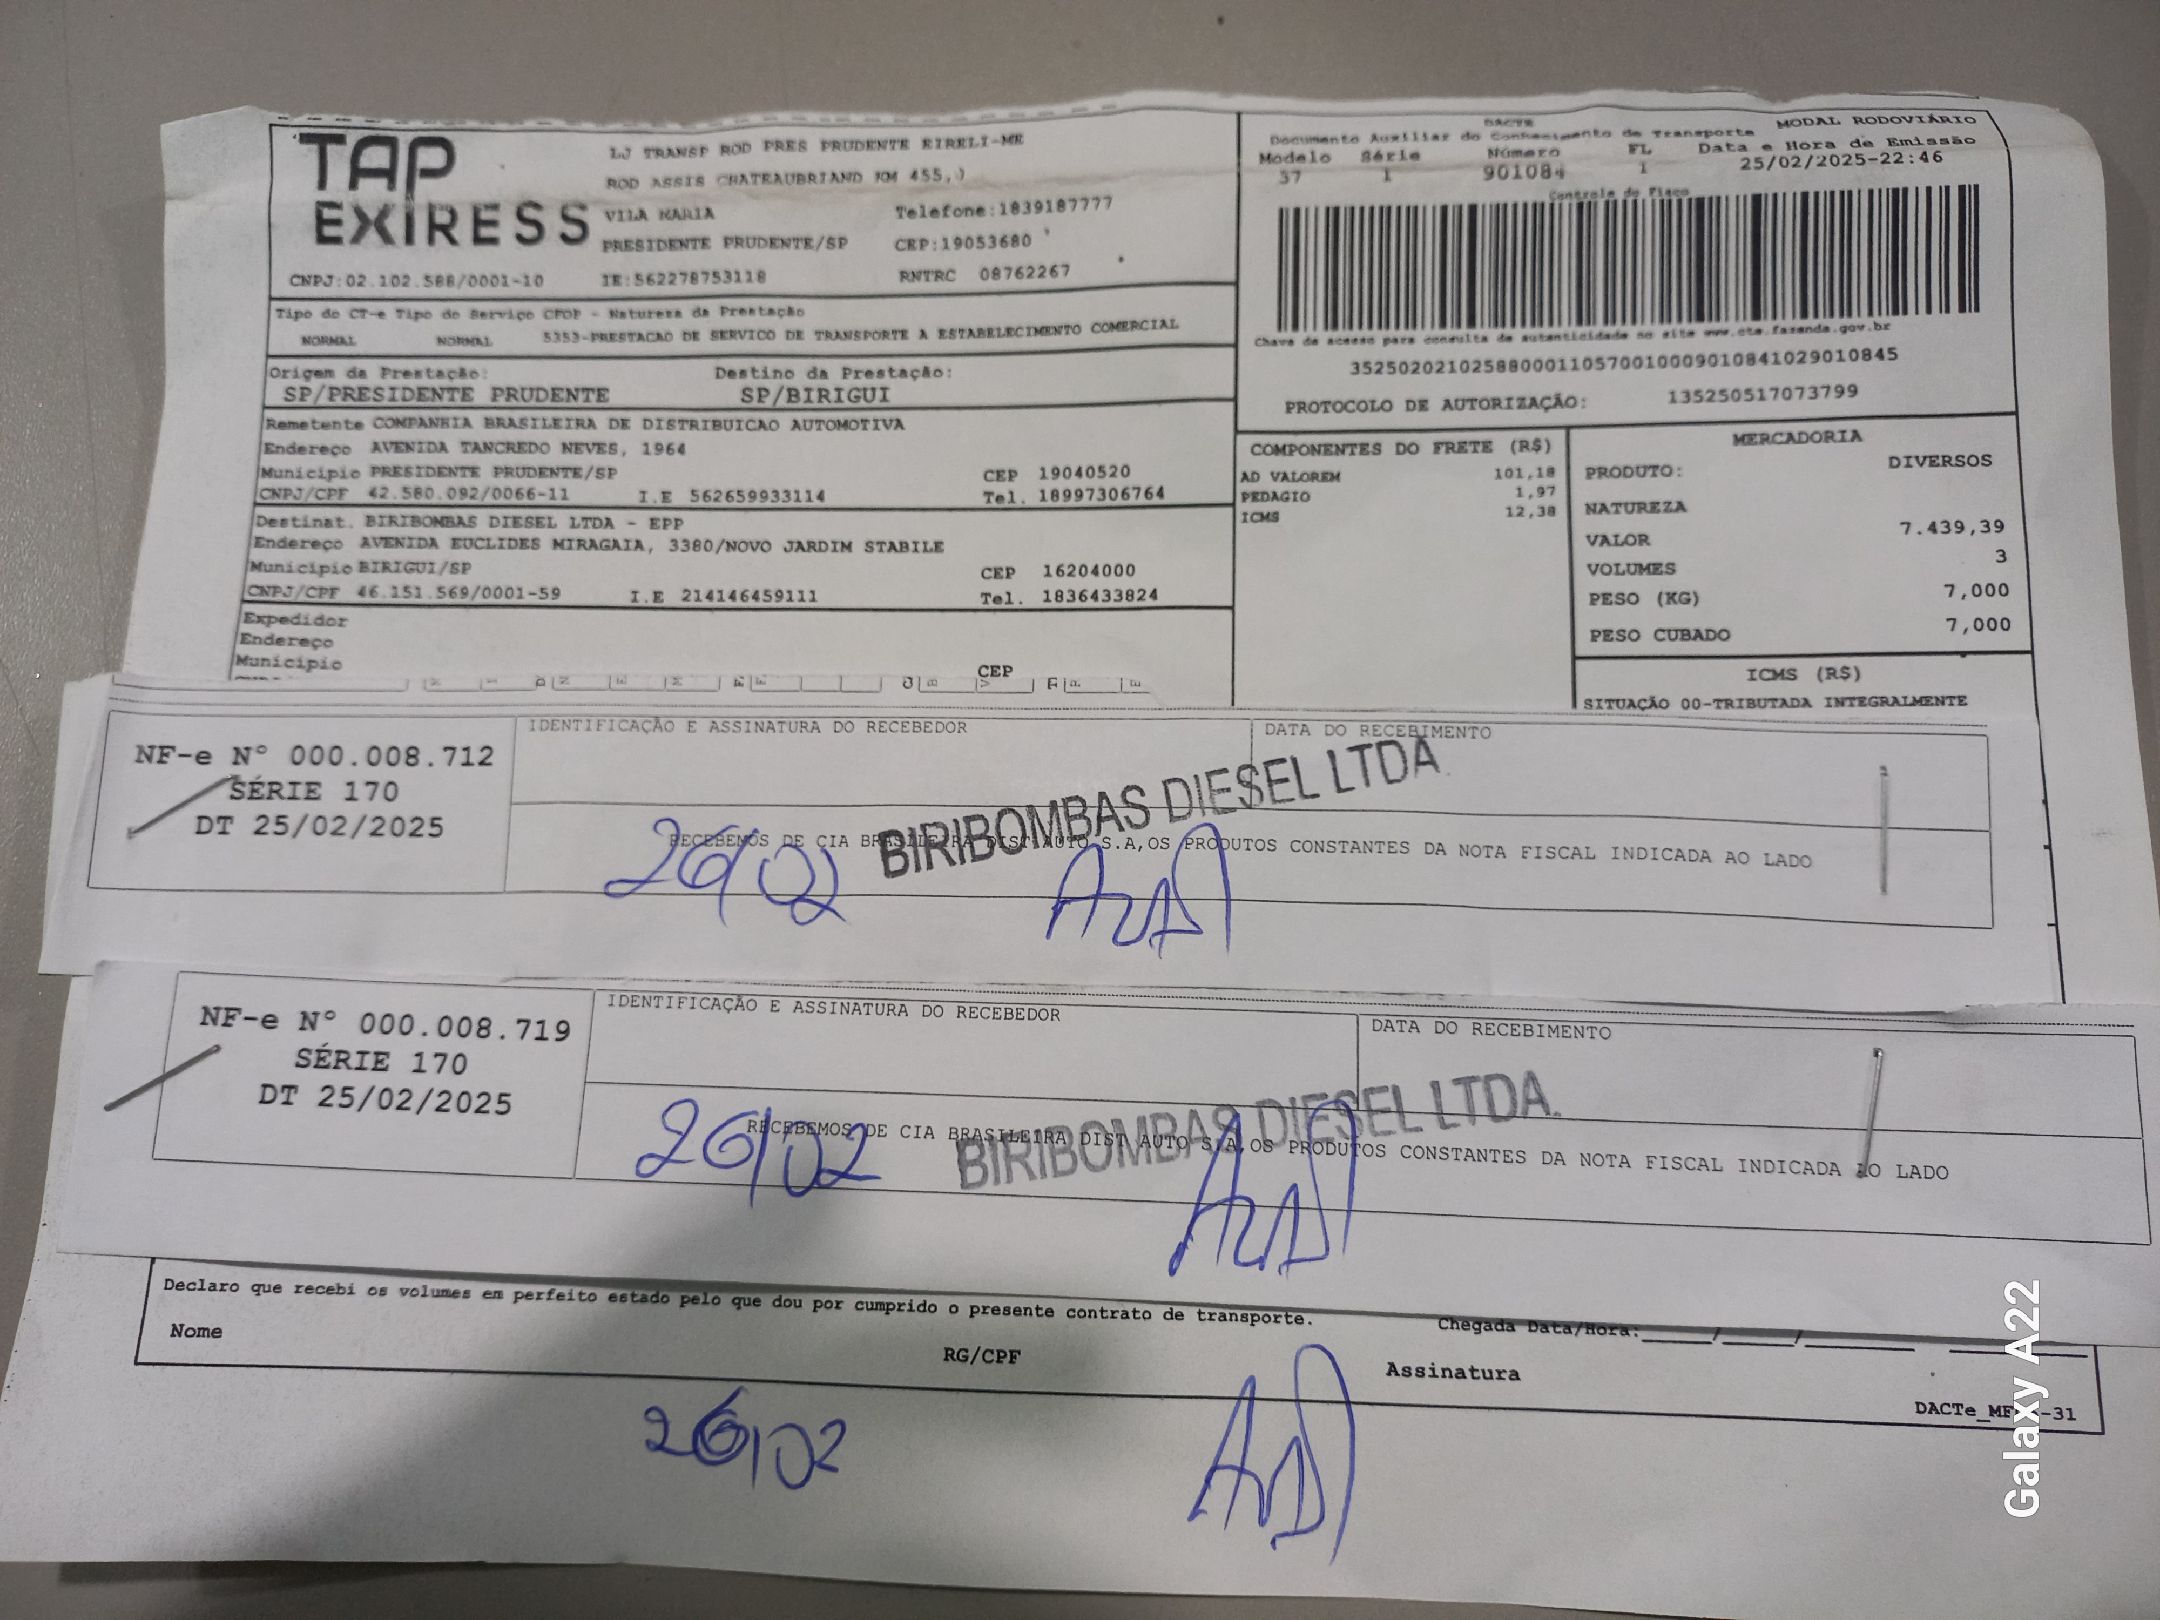 TAP
EXPRESS
LJ TRANSP ROD PRES PRUDENTE EIRELI-ME
ROD ASSIS CHATEAUBRIAND KM 455,)
VILA MARIA Telefone:1839187777
PRESIDENTE PRUDENTE/SP CEP:19053680
CNPJ:02.102.588/0001-10 IE:562278753118 RNTRC 08762267
DACTE MODAL RODOVIÁRIO
Documento Auxiliar do Conhecimento de Transporte
Modelo Série Número FL Data e Hora de Emissão
57 1 901084 1 25/02/2025-22:46
Controle do Fisco
Chave de acesso para consulta de autenticidade no site www.cte.fazenda.gov.br
35250202102588000110570010009010841029010845
PROTOCOLO DE AUTORIZAÇÃO: 135250517073799
Tipo do CT-e Tipo do Serviço CFOP - Natureza da Prestação
NORMAL NORMAL 5353-PRESTACAO DE SERVICO DE TRANSPORTE A ESTABELECIMENTO COMERCIAL
Origem da Prestação: Destino da Prestação:
SP/PRESIDENTE PRUDENTE SP/BIRIGUI
Remetente COMPANHIA BRASILEIRA DE DISTRIBUICAO AUTOMOTIVA
Endereço AVENIDA TANCREDO NEVES, 1964
Município PRESIDENTE PRUDENTE/SP CEP 19040520
CNPJ/CPF 42.580.092/0066-11 I.E 562659933114 Tel. 18997306764
Destinat. BIRIBOMBAS DIESEL LTDA - EPP
Endereço AVENIDA EUCLIDES MIRAGAIA, 3380/NOVO JARDIM STABILE
Município BIRIGUI/SP CEP 16204000
CNPJ/CPF 46.151.569/0001-59 I.E 214146459111 Tel. 1836433824
Expedidor
Endereço
Município CEP
COMPONENTES DO FRETE (R$)
AD VALOREM 101,18
PEDAGIO 1,97
ICMS 12,38
MERCADORIA
PRODUTO: DIVERSOS
NATUREZA
VALOR 7.439,39
VOLUMES 3
PESO (KG) 7,000
PESO CUBADO 7,000
ICMS (R$)
SITUAÇÃO 00-TRIBUTADA INTEGRALMENTE
NF-e N° 000.008.712
SÉRIE 170
DT 25/02/2025
IDENTIFICAÇÃO E ASSINATURA DO RECEBEDOR DATA DO RECEBIMENTO
BIRIBOMBAS DIESEL LTDA.
RECEBEMOS DE CIA BRASILEIRA DIST AUTO S.A,OS PRODUTOS CONSTANTES DA NOTA FISCAL INDICADA AO LADO
26/02
NF-e N° 000.008.719
SÉRIE 170
DT 25/02/2025
IDENTIFICAÇÃO E ASSINATURA DO RECEBEDOR DATA DO RECEBIMENTO
BIRIBOMBAS DIESEL LTDA.
RECEBEMOS DE CIA BRASILEIRA DIST AUTO S.A,OS PRODUTOS CONSTANTES DA NOTA FISCAL INDICADA AO LADO
26/02
Declaro que recebi os volumes em perfeito estado pelo que dou por cumprido o presente contrato de transporte.
Chegada Data/Hora:
Nome RG/CPF Assinatura
26/02
Galaxy A22